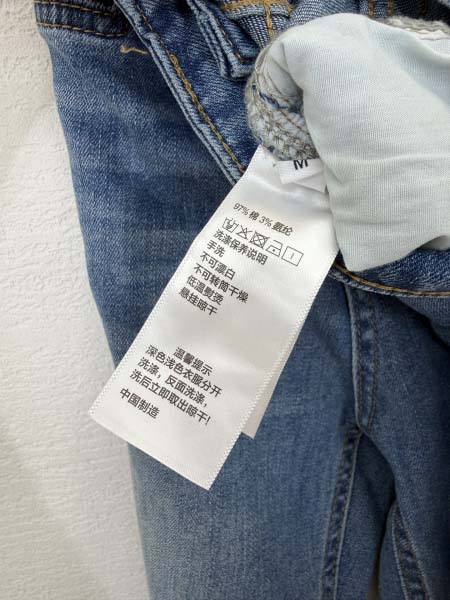 M
97% 棉 3% 氨纶
洗涤保养说明
手洗
不可漂白
不可转筒干燥
低温熨烫
悬挂晾干
温馨提示
深色浅色衣服分开
洗涤，反面洗涤，
洗后立即取出晾干!
中国制造